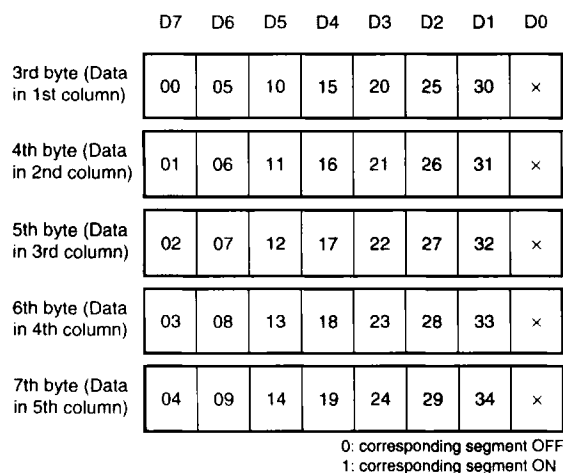 D7 D6 D5 D4 D3 D2 D1 D0
3rd byte (Data
in 1st column)
00 05 10 15 20 25 30 ×
4th byte (Data
in 2nd column)
01 06 11 16 21 26 31 ×
5th byte (Data
in 3rd column)
02 07 12 17 22 27 32 ×
6th byte (Data
in 4th column)
03 08 13 18 23 28 33 ×
7th byte (Data
in 5th column)
04 09 14 19 24 29 34 ×
0: corresponding segment OFF
1: corresponding segment ON